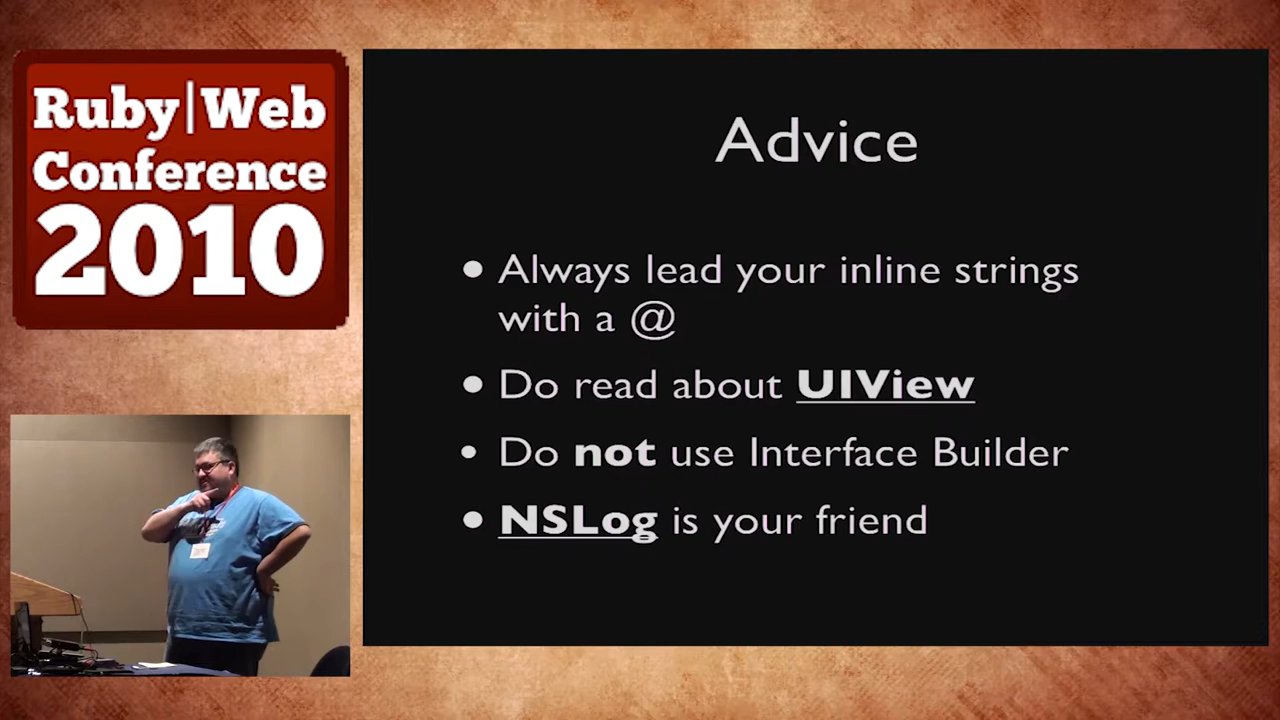 Ruby|Web
Conference
2010
Advice
• Always lead your inline strings
with a @
• Do read about UIView
• Do not use Interface Builder
• NSLog is your friend